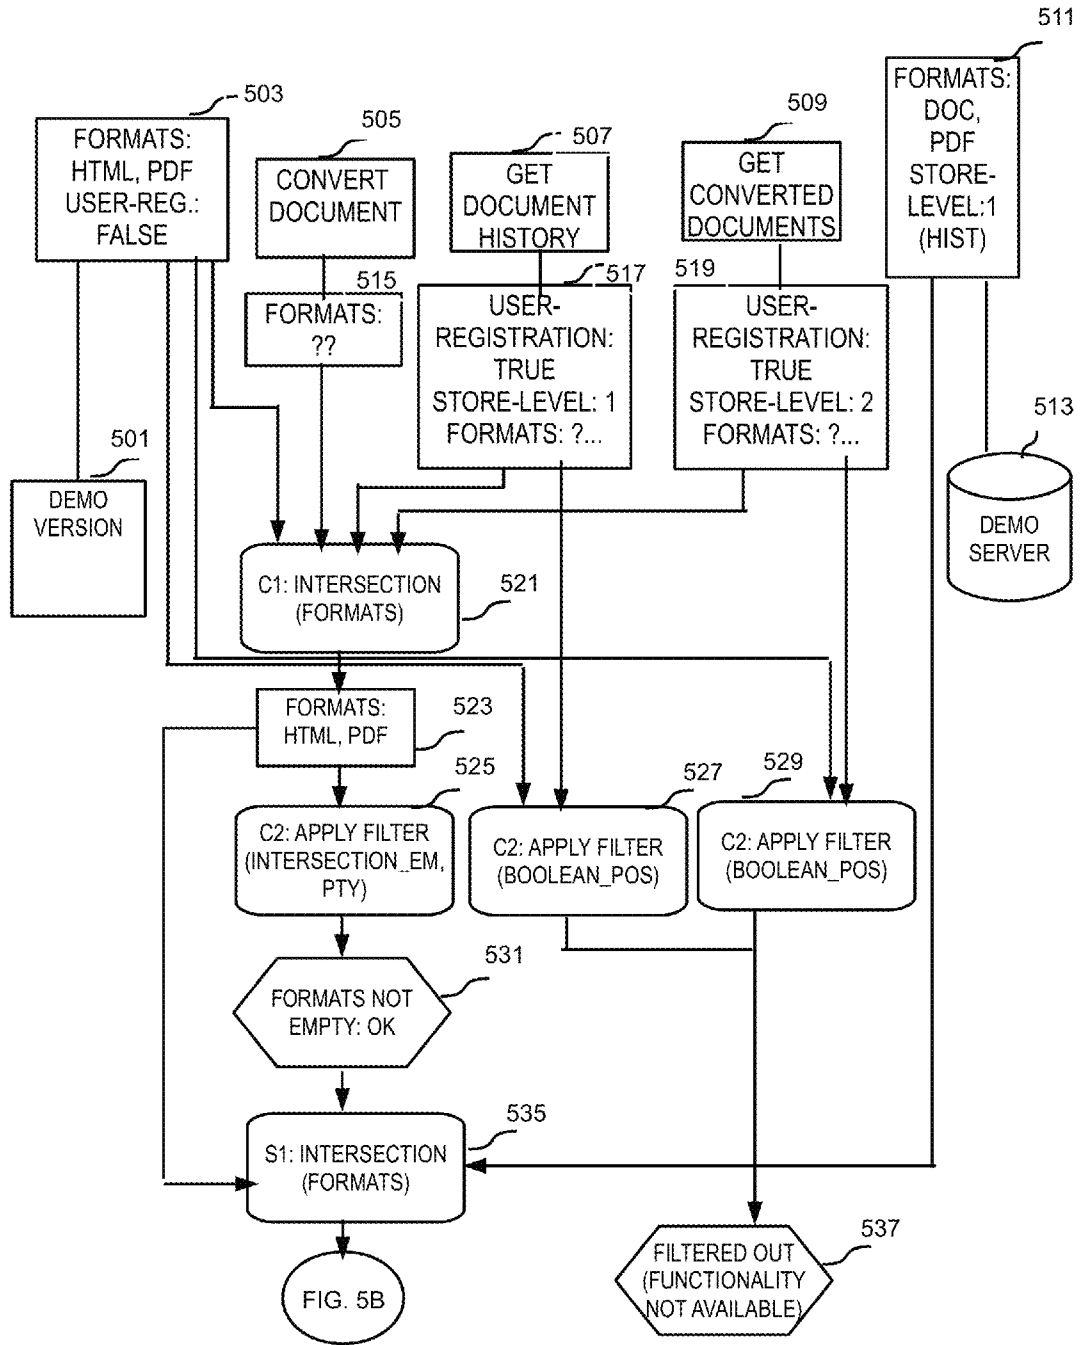 511
503
FORMATS:
HTML, PDF
USER-REG.:
FALSE
505
CONVERT
DOCUMENT
507
GET
DOCUMENT
HISTORY
509
GET
CONVERTED
DOCUMENTS
FORMATS:
DOC,
PDF
STORE-
LEVEL:1
(HIST)
515
FORMATS:
??
517
USER-
REGISTRATION:
TRUE
STORE-LEVEL: 1
FORMATS: ?...
519
USER-
REGISTRATION:
TRUE
STORE-LEVEL: 2
FORMATS: ?...
501
DEMO
VERSION
513
DEMO
SERVER
C1: INTERSECTION
(FORMATS)
521
FORMATS:
HTML, PDF
523
525
C2: APPLY FILTER
(INTERSECTION_EM,
PTY)
527
C2: APPLY FILTER
(BOOLEAN_POS)
529
C2: APPLY FILTER
(BOOLEAN_POS)
531
FORMATS NOT
EMPTY: OK
535
S1: INTERSECTION
(FORMATS)
537
FILTERED OUT
(FUNCTIONALITY
NOT AVAILABLE)
FIG. 5B